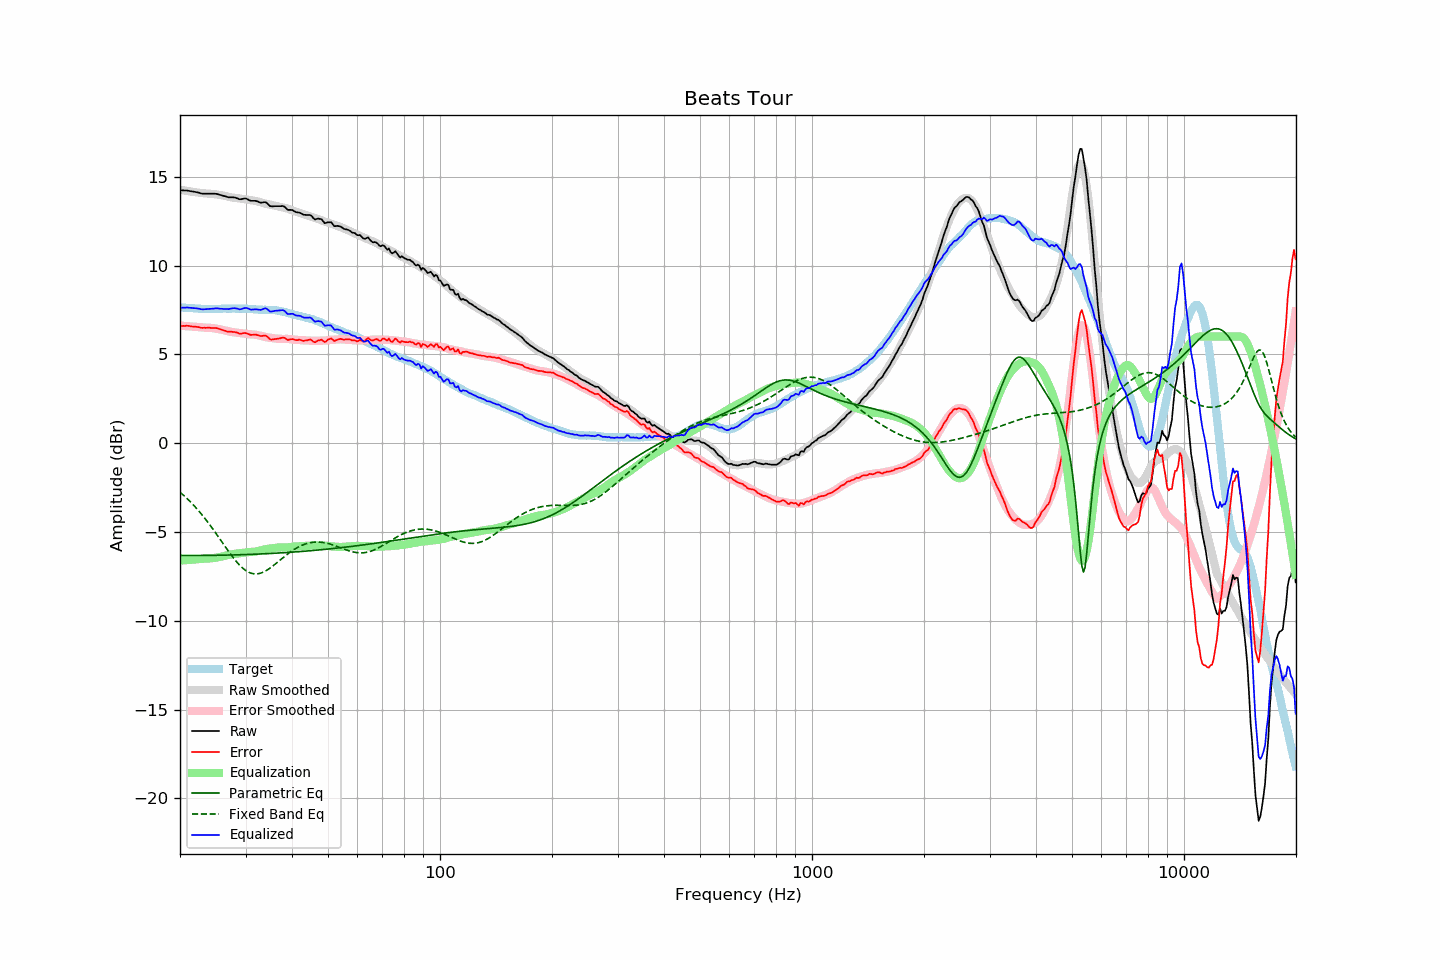 Beats Tour
Amplitude (dBr)
15
10
5
0
−5
−10
−15
−20
Target
Raw Smoothed
Error Smoothed
Raw
Error
Equalization
Parametric Eq
Fixed Band Eq
Equalized
100
1000
10000
Frequency (Hz)